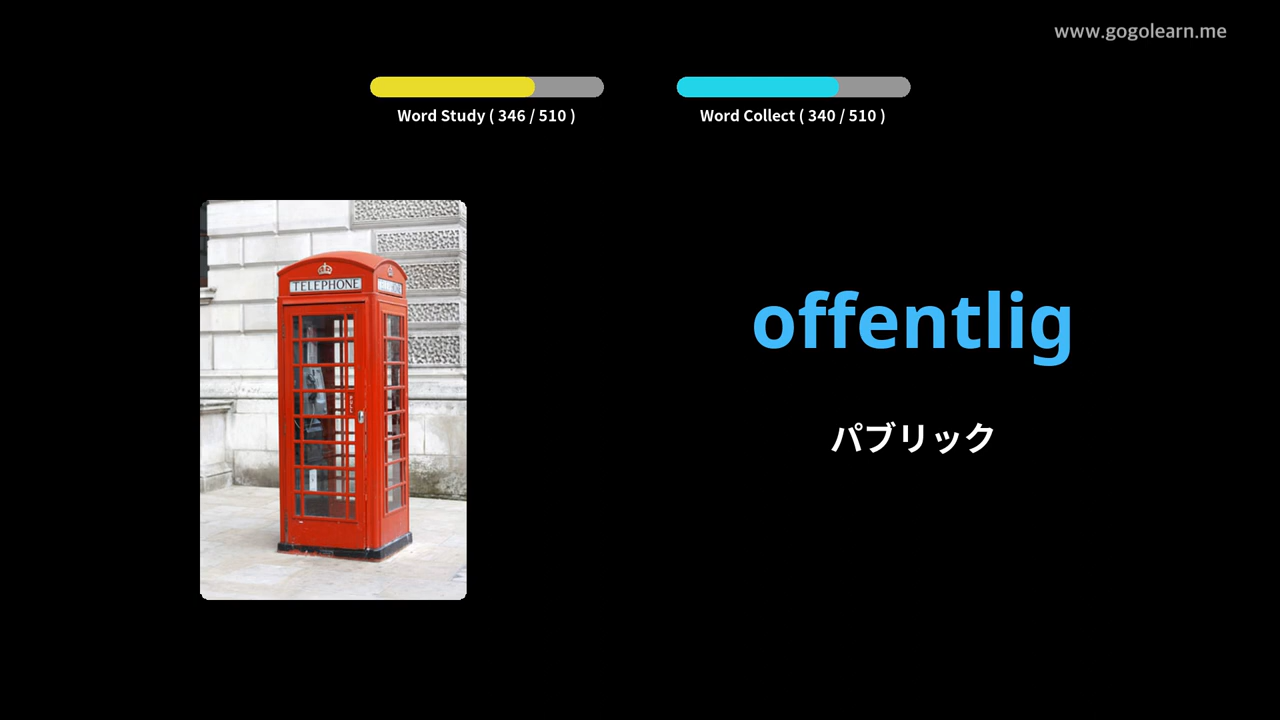 www.gogolearn.me
Word Study ( 346 / 510 )
Word Collect ( 340 / 510 )
TELEPHONE
offentlig
パブリック